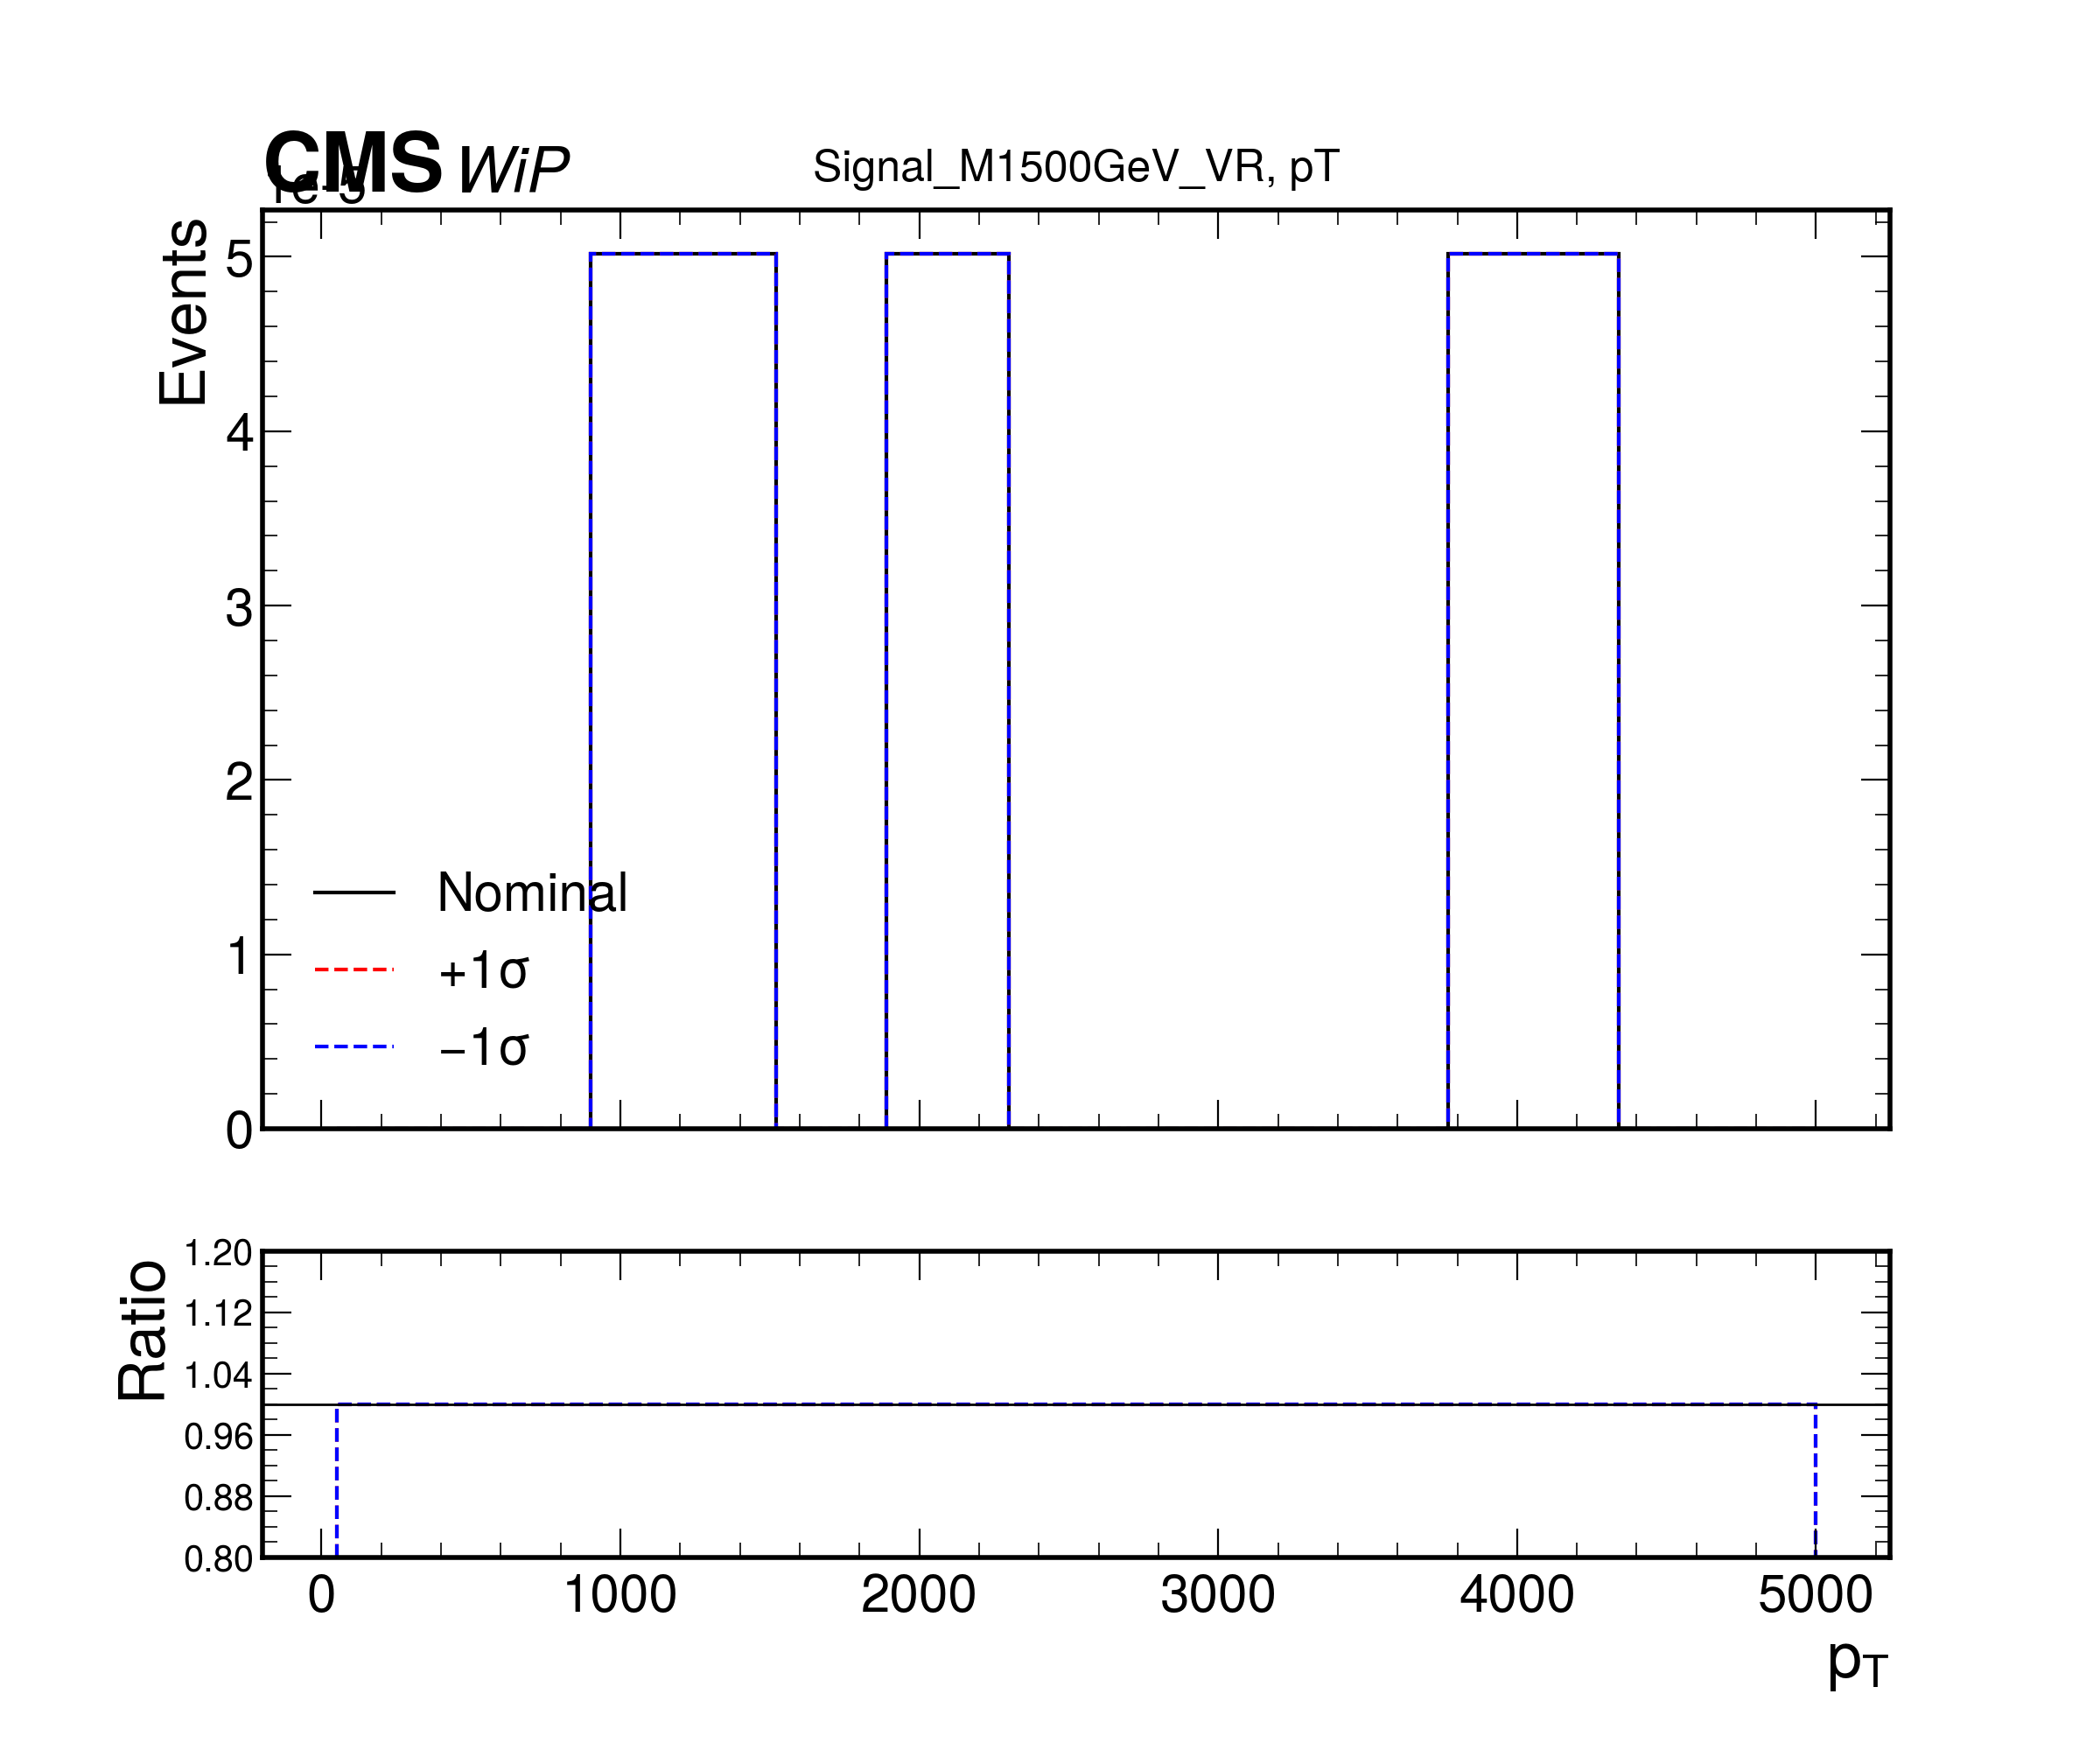 CMS WiP
Signal_M1500GeV_VR, pT
Events
5
4
3
2
1
0
Nominal
+1σ
−1σ
Ratio
1.20
1.12
1.04
0.96
0.88
0.80
0 1000 2000 3000 4000 5000
pT